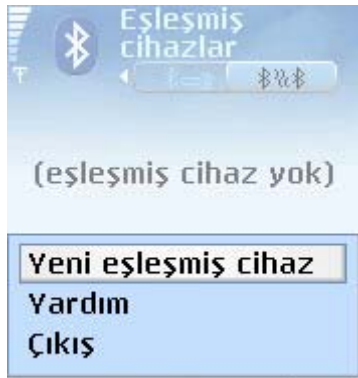 Eşleşmiş
cihazlar
(eşleşmiş cihaz yok)
Yeni eşleşmiş cihaz
Yardım
Çıkış